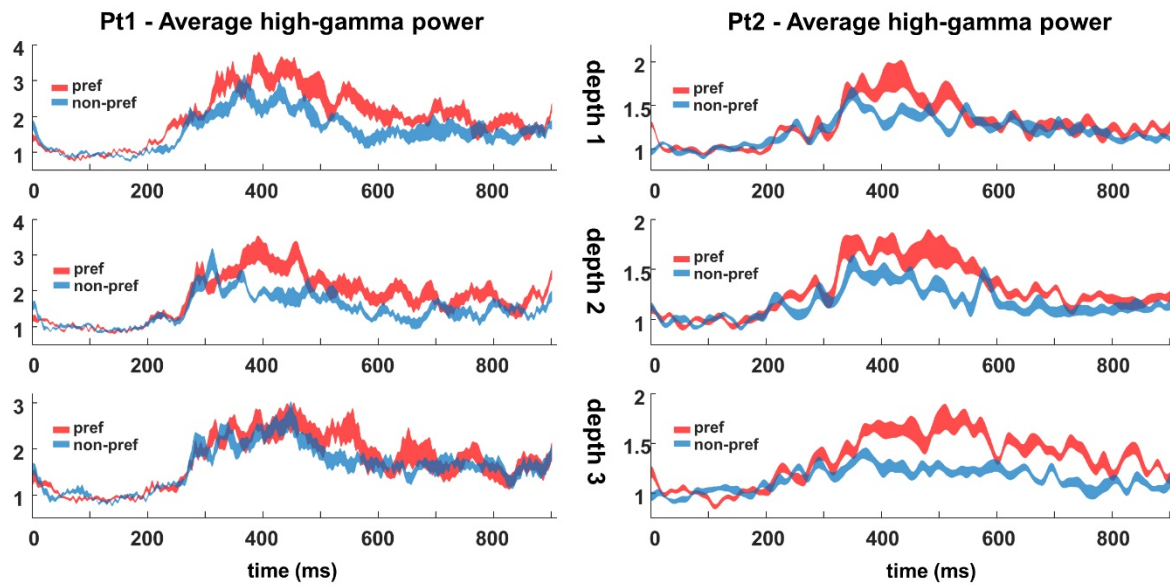 Pt1 - Average high-gamma power
4
3
2
1
pref
non-pref
0 200 400 600 800
4
3
2
1
pref
non-pref
0 200 400 600 800
3
2
1
pref
non-pref
0 200 400 600 800
time (ms)
depth 1
depth 2
depth 3
Pt2 - Average high-gamma power
2
1.5
1
pref
non-pref
0 200 400 600 800
2
1.5
1
pref
non-pref
0 200 400 600 800
2
1.5
1
pref
non-pref
0 200 400 600 800
time (ms)